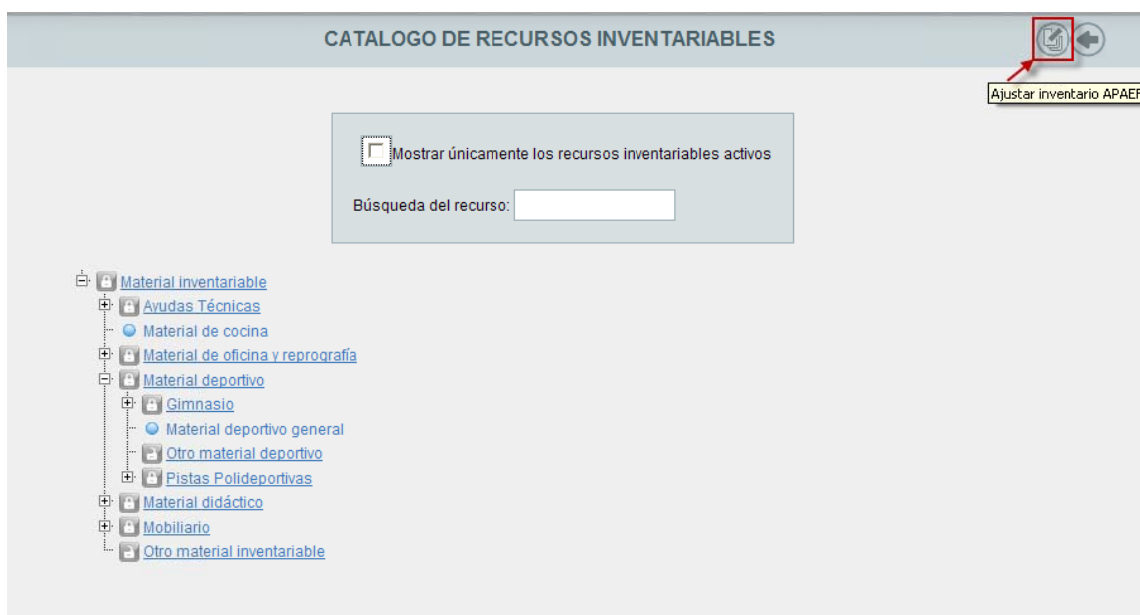 CATALOGO DE RECURSOS INVENTARIABLES
Ajustar inventario APAEF
Mostrar únicamente los recursos inventariables activos
Búsqueda del recurso:
Material inventariable
Ayudas Técnicas
Material de cocina
Material de oficina y reprografía
Material deportivo
Gimnasio
Material deportivo general
Otro material deportivo
Pistas Polideportivas
Material didáctico
Mobiliario
Otro material inventariable